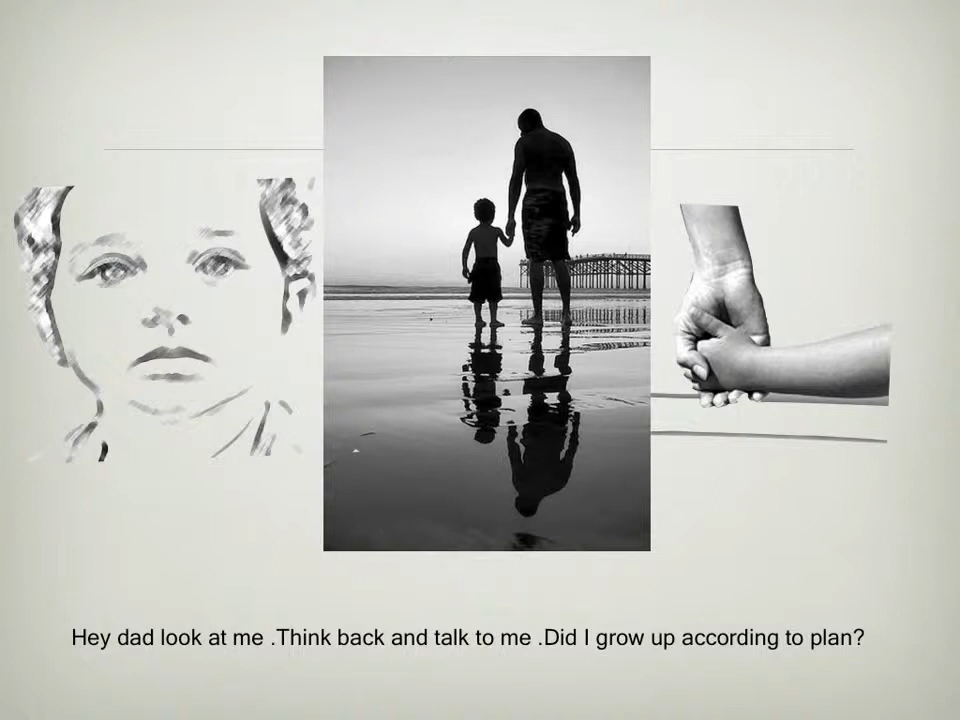 Hey dad look at me .Think back and talk to me .Did I grow up according to plan?